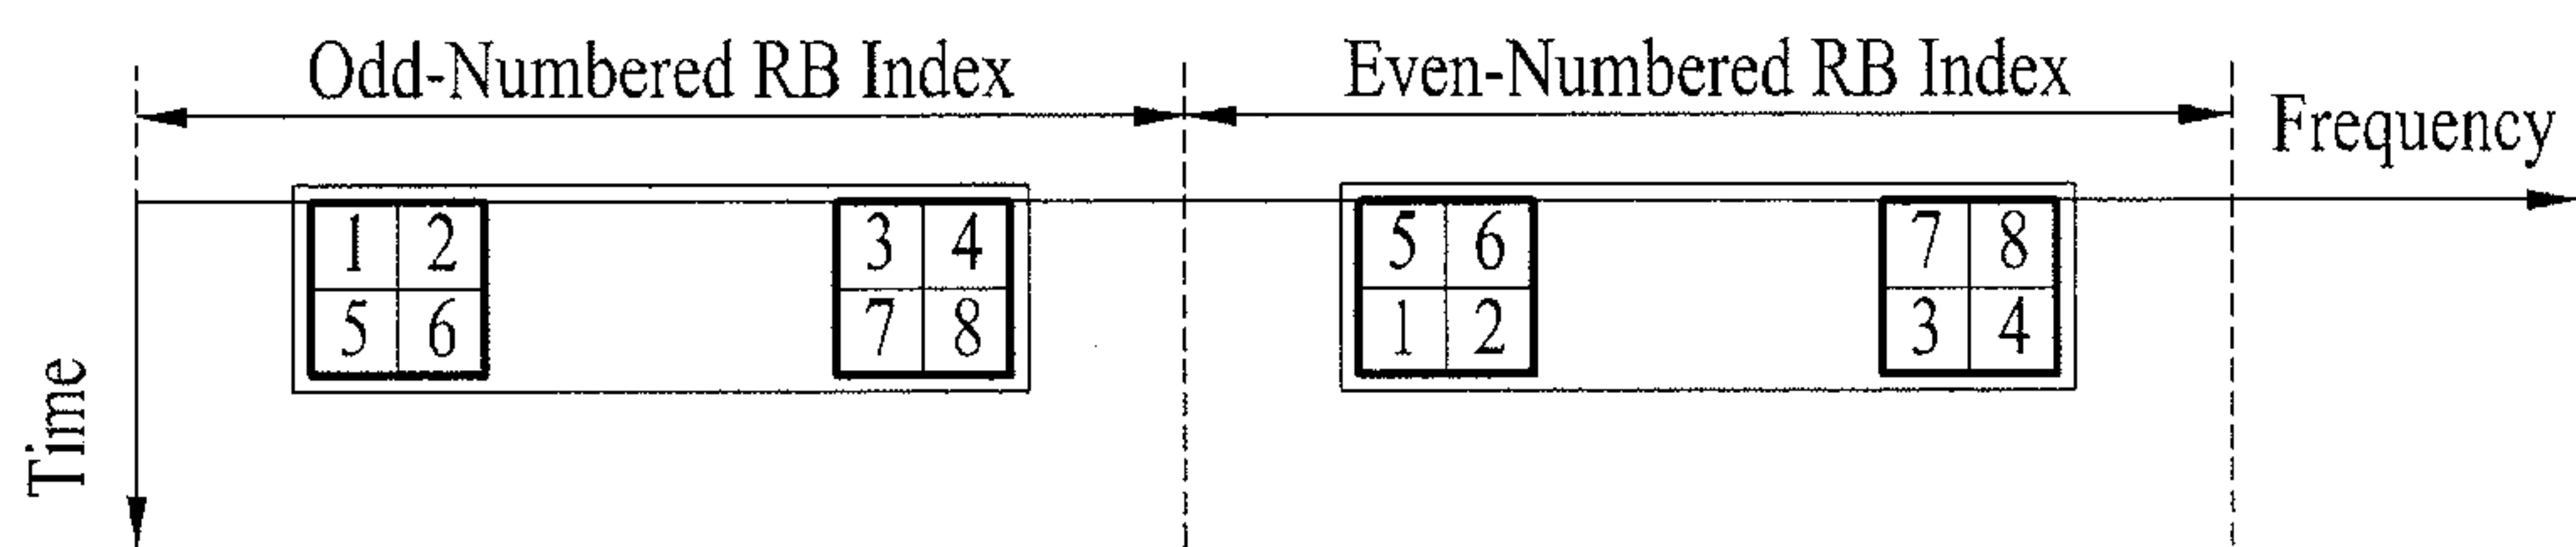 Odd-Numbered RB Index Even-Numbered RB Index
Frequency
1 2 3 4 5 6 7 8
5 6 7 8 1 2 3 4
Time